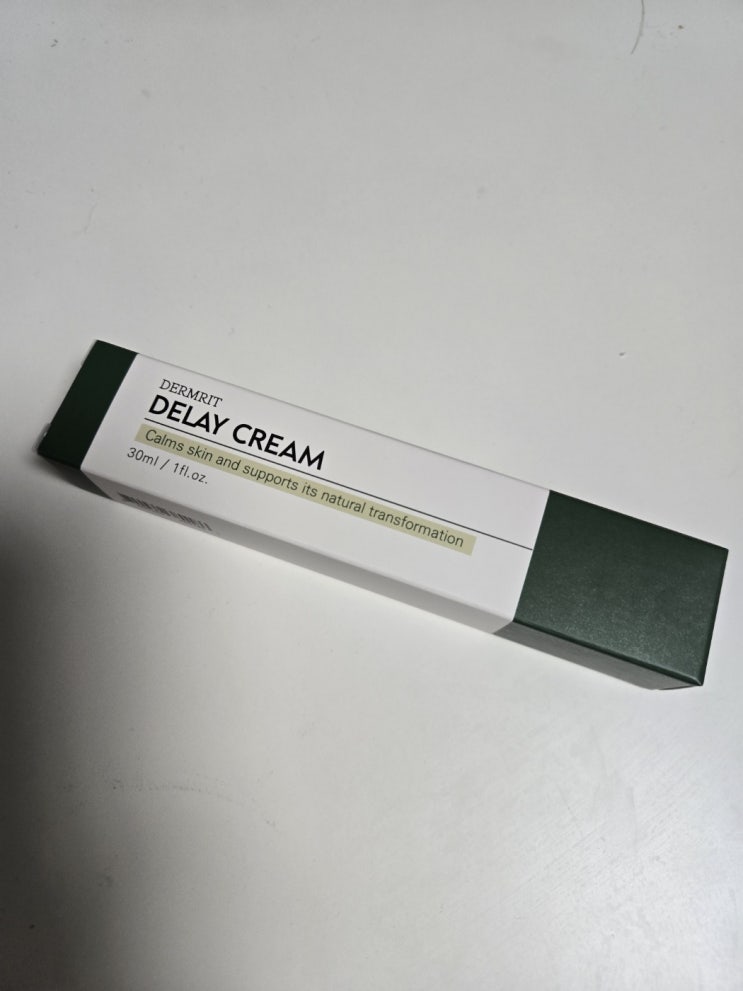 DERMRIT
DELAY CREAM
Calms skin and supports its natural transformation
30ml / 1fl.oz.